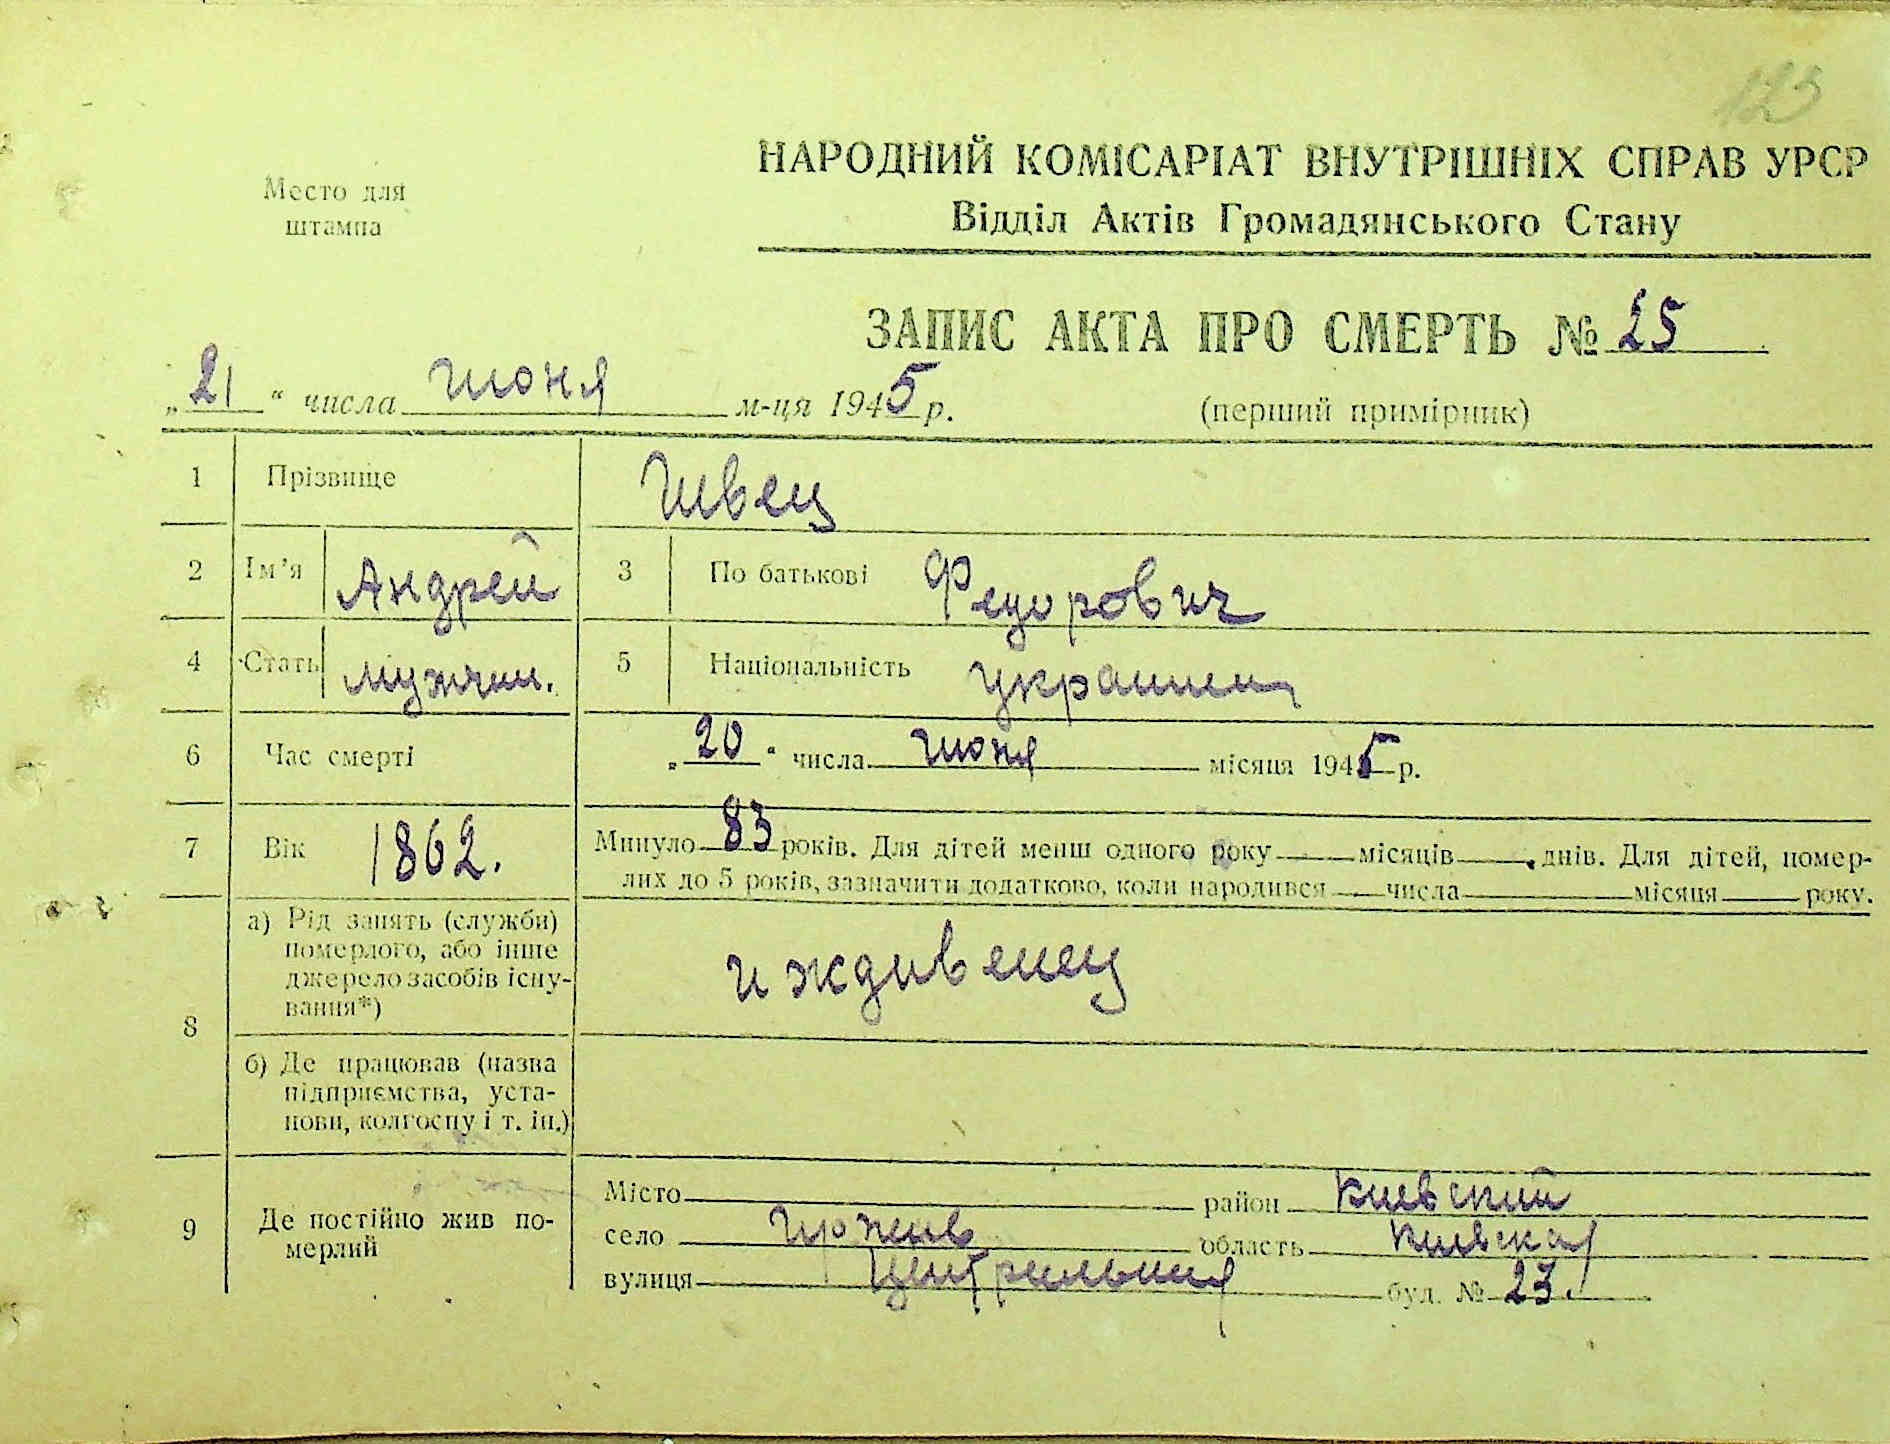 123
Место для
штампа
НАРОДНИЙ КОМІСАРІАТ ВНУТРІШНІХ СПРАВ УРСР
Відділ Актів Громадянського Стану
ЗАПИС АКТА ПРО СМЕРТЬ № 25
„21“ числа июня м-ця 1945 р.
(перший примірник)
1 Прізвище Швец
2 Ім’я Андрей 3 По батькові Федорович
4 Стать мужчин. 5 Національність украинец
6 Час смерті „20“ числа июня місяця 1945 р.
7 Вік 1862. Минуло 83 років. Для дітей менш одного року місяців днів. Для дітей, помер-
лих до 5 років, зазначити додатково, коли народився числа місяця року.
8 а) Рід занять (служби)
померлого, або інше
джерело засобів існу-
вання*)
иждивенец
б) Де працював (назва
підприємства, уста-
нови, колгоспу і т. ін.)
9 Де постійно жив по-
мерлий
Місто район Киевский
село область Киевская
вулиця Центральная буд. № 23.